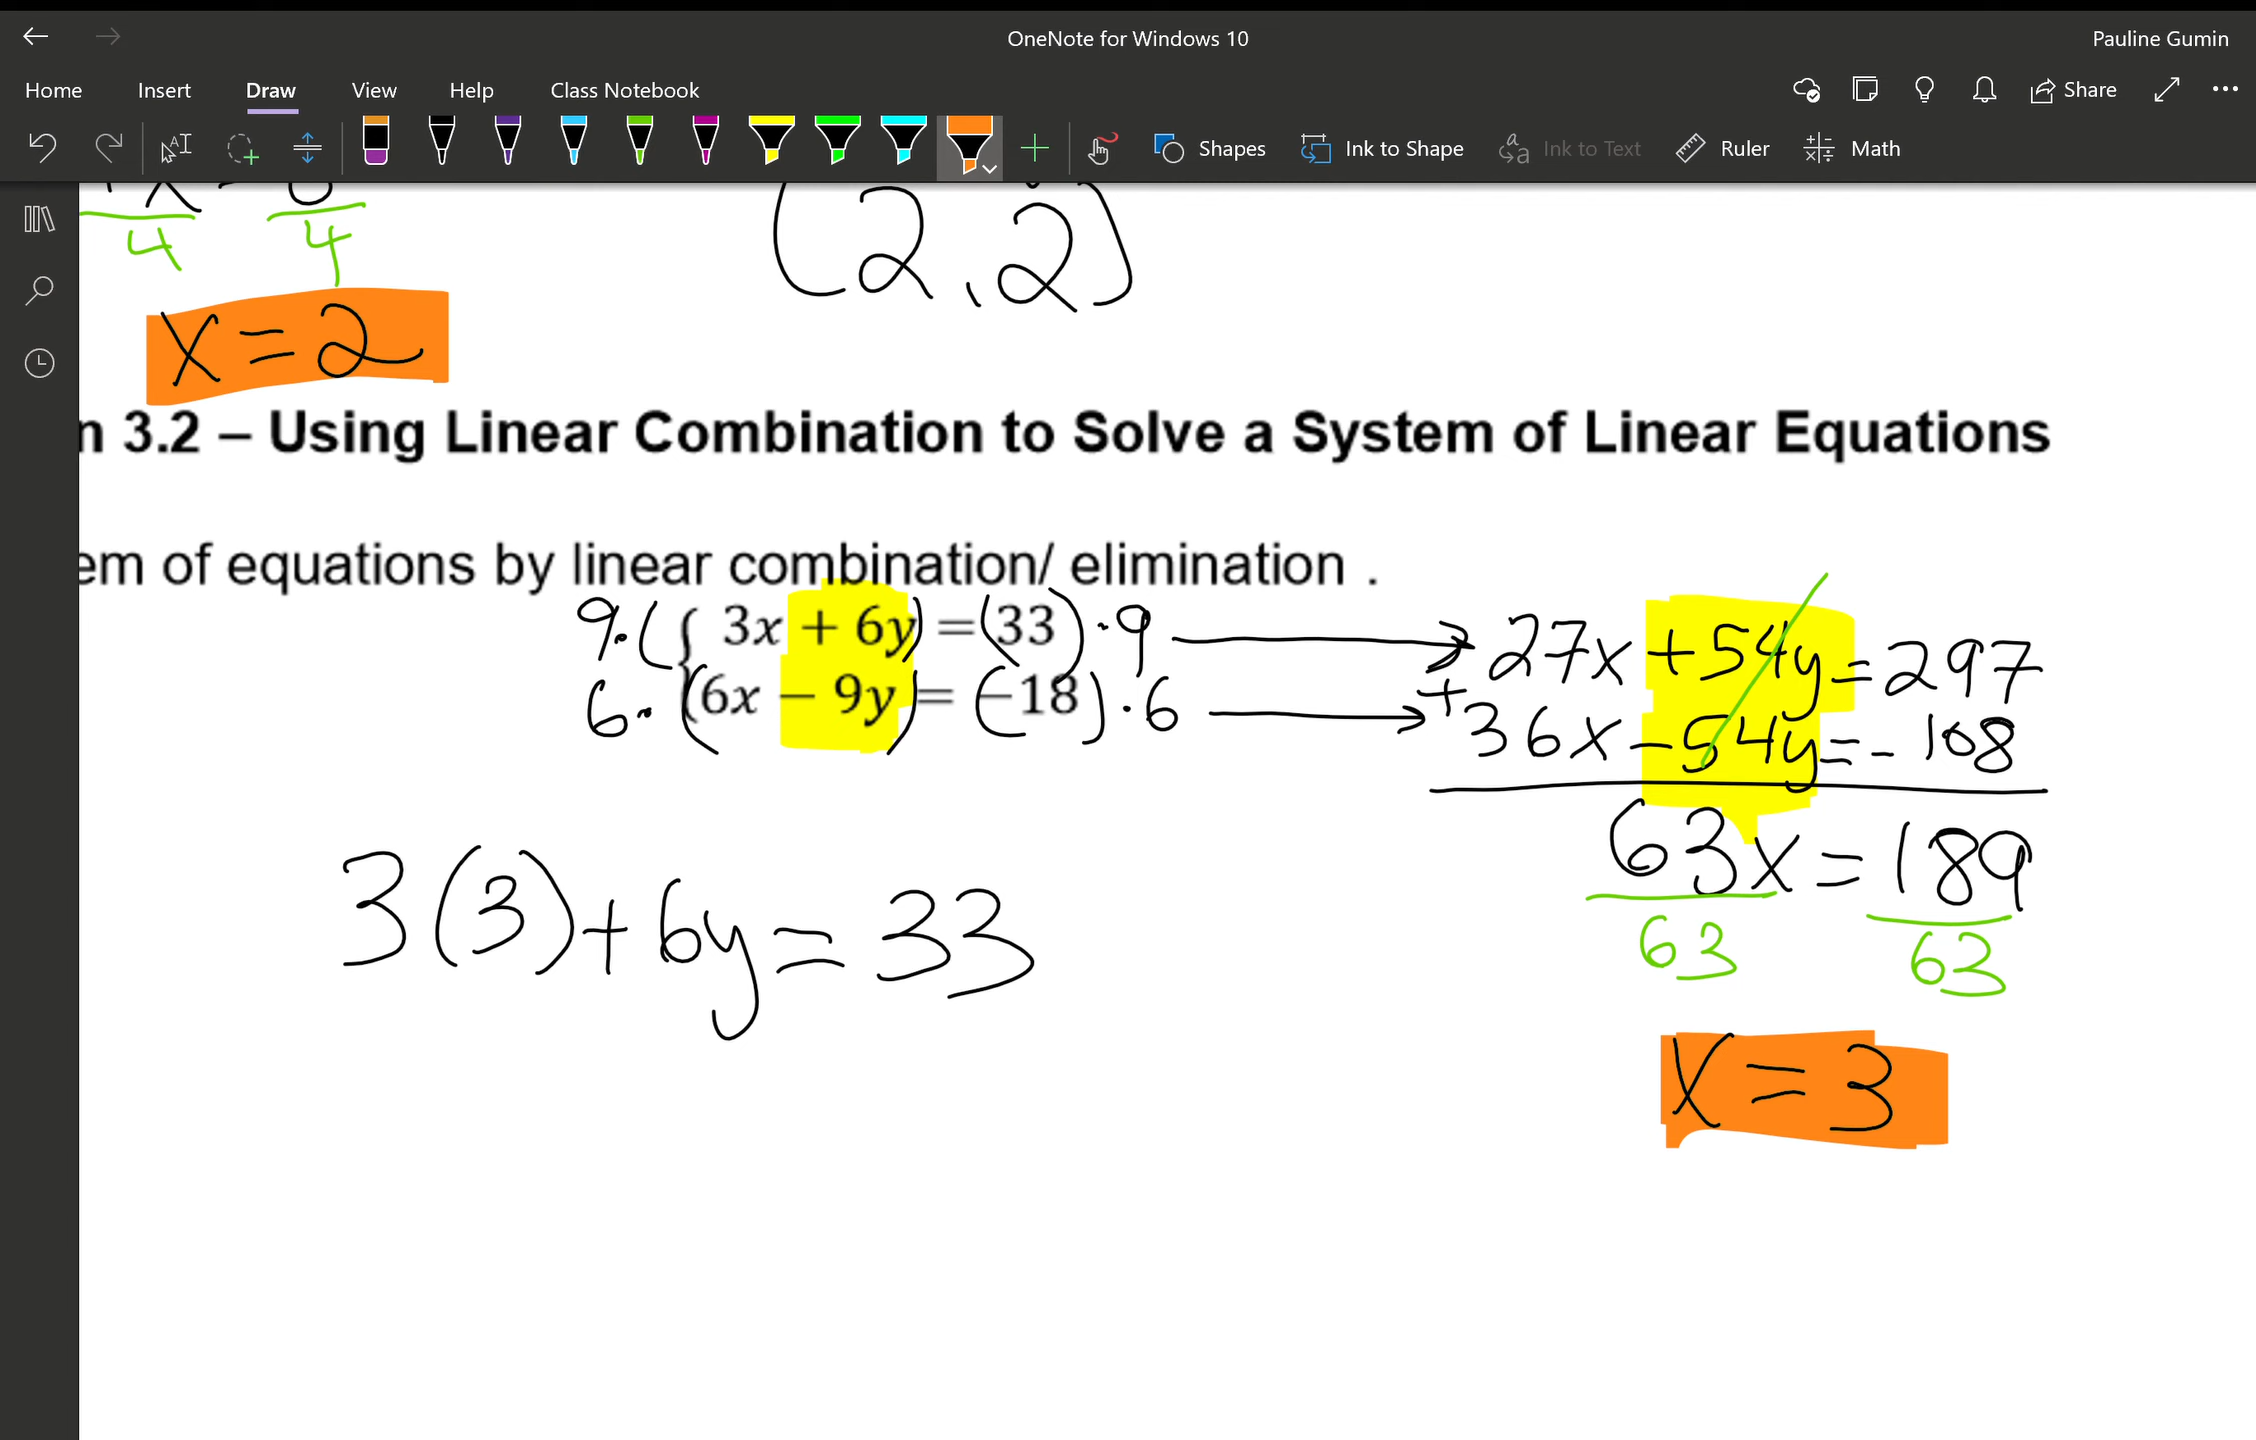 OneNote for Windows 10
Pauline Gumin
Home Insert Draw View Help Class Notebook Share
Shapes Ink to Shape Ink to Text Ruler Math
4 4
(2,2)
x=2
n 3.2 – Using Linear Combination to Solve a System of Linear Equations
em of equations by linear combination/ elimination .
9·( 3x + 6y) =(33)·9 27x+54y=297
6·(6x − 9y)= (−18)·6 + 36x-54y=-108
63x=189
63 63
3(3)+6y=33
x=3